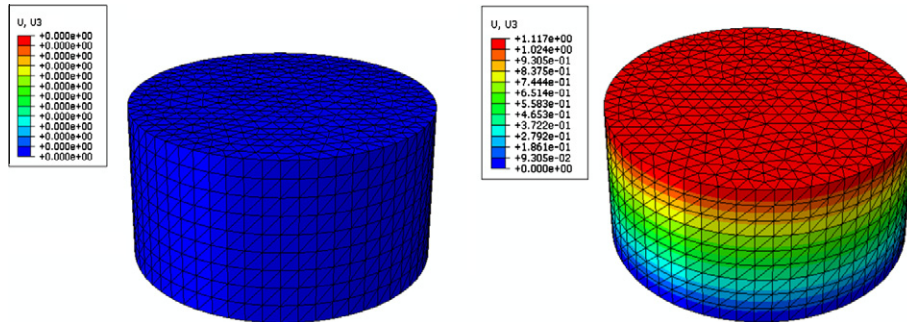 U, U3
+0.000e+00
+0.000e+00
+0.000e+00
+0.000e+00
+0.000e+00
+0.000e+00
+0.000e+00
+0.000e+00
+0.000e+00
+0.000e+00
+0.000e+00
+0.000e+00
+0.000e+00
U, U3
+1.117e+00
+1.024e+00
+9.305e-01
+8.375e-01
+7.444e-01
+6.514e-01
+5.583e-01
+4.653e-01
+3.722e-01
+2.792e-01
+1.861e-01
+9.305e-02
+0.000e+00